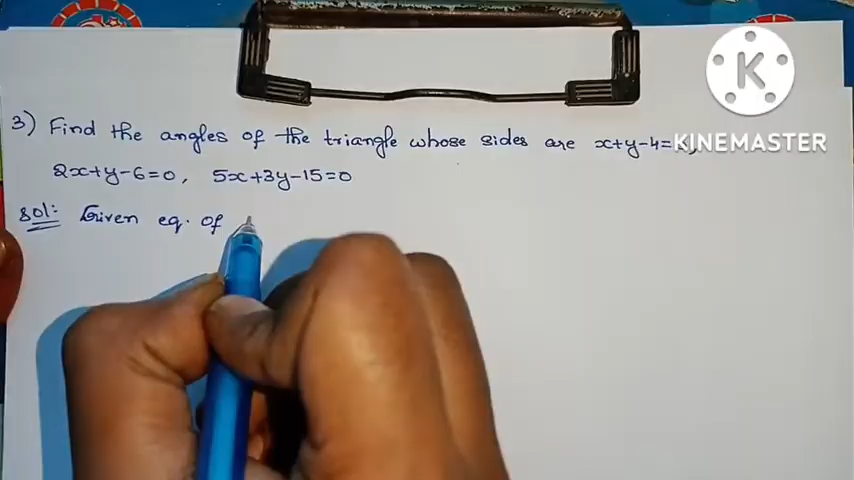 3) Find the angles of the triangle whose sides are x+y-4=0,
2x+y-6=0, 5x+3y-15=0
Sol: Given eq. of
KINEMASTER